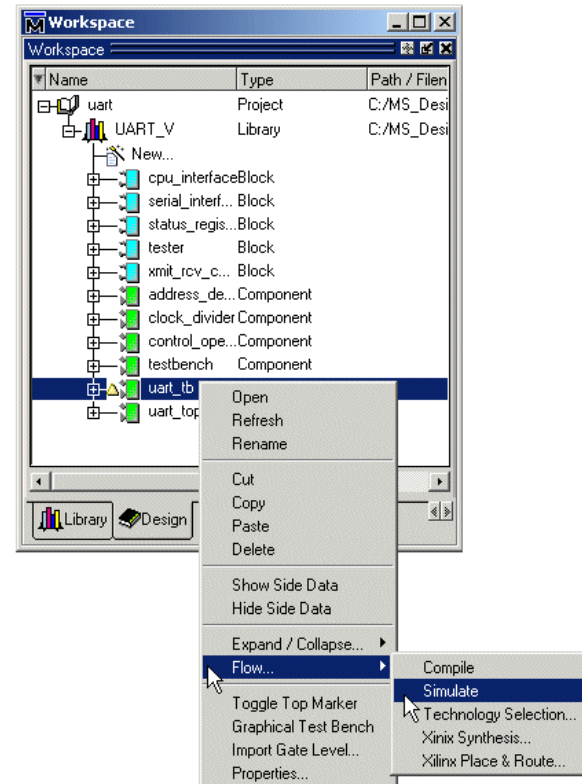 Workspace
Workspace
Name Type Path / Filen
uart Project C:/MS_Desi
UART_V Library C:/MS_Desi
New...
cpu_interfaceBlock
serial_interf... Block
status_regis... Block
tester Block
xmit_rcv_c... Block
address_de... Component
clock_divider Component
control_ope... Component
testbench Component
uart_tb
uart_top
Library Design
Open
Refresh
Rename
Cut
Copy
Paste
Delete
Show Side Data
Hide Side Data
Expand / Collapse...
Flow...
Toggle Top Marker
Graphical Test Bench
Import Gate Level...
Properties...
Compile
Simulate
Technology Selection...
Xinix Synthesis...
Xilinx Place & Route...